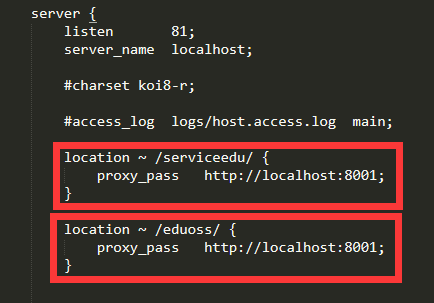 server {
listen 81;
server_name localhost;
#charset koi8-r;
#access_log logs/host.access.log main;
location ~ /serviceedu/ {
proxy_pass http://localhost:8001;
}
location ~ /eduoss/ {
proxy_pass http://localhost:8001;
}